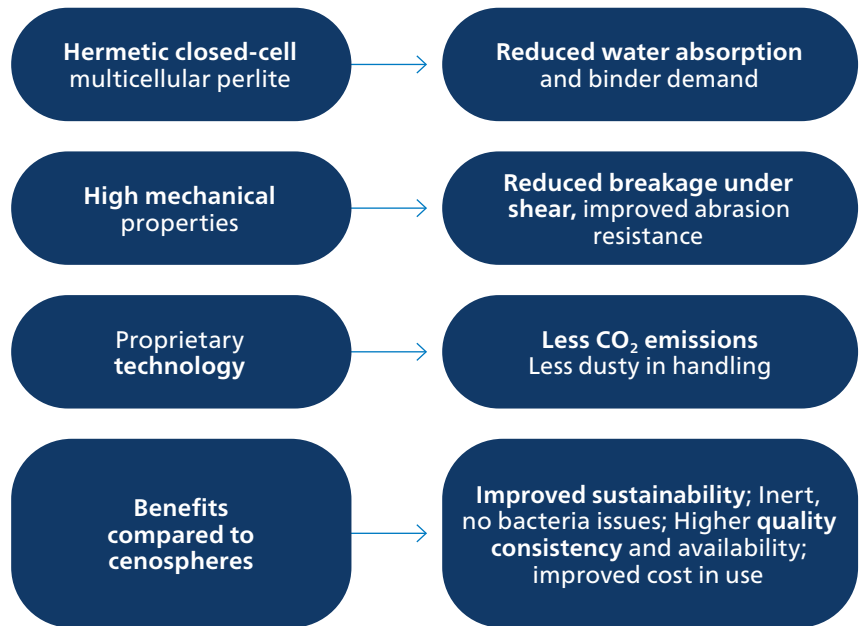 Hermetic closed-cell
multicellular perlite
Reduced water absorption
and binder demand
High mechanical
properties
Reduced breakage under
shear, improved abrasion
resistance
Proprietary
technology
Less CO₂ emissions
Less dusty in handling
Benefits
compared to
cenospheres
Improved sustainability; Inert,
no bacteria issues; Higher quality
consistency and availability;
improved cost in use